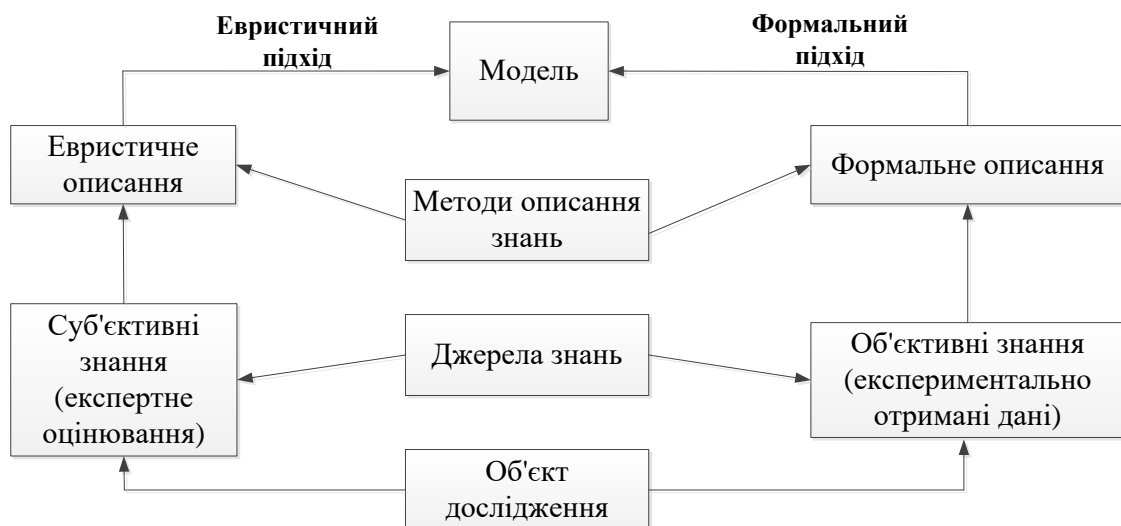 Евристичний
підхід
Модель
Формальний
підхід
Евристичне
описання
Методи описання
знань
Формальне описання
Суб'єктивні
знання
(експертне
оцінювання)
Джерела знань
Об'єктивні знання
(експериментально
отримані дані)
Об'єкт
дослідження